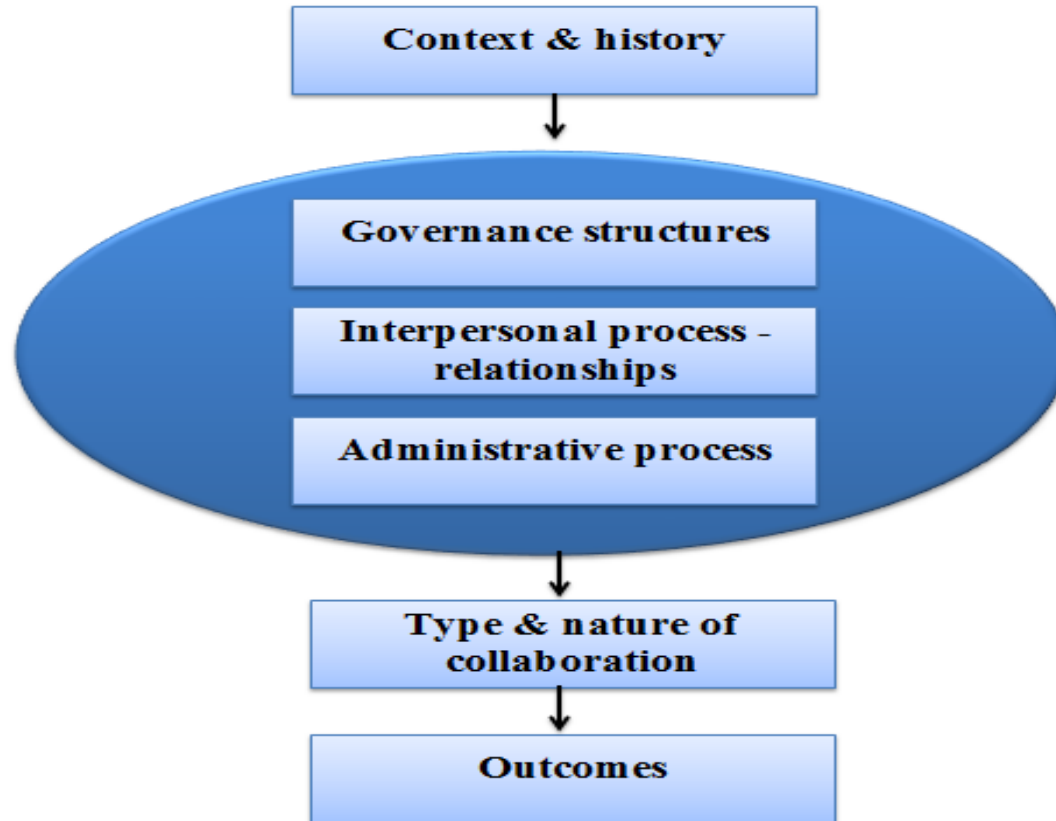 Context & history
Governance structures
Interpersonal process -
relationships
Administrative process
Type & nature of
collaboration
Outcomes